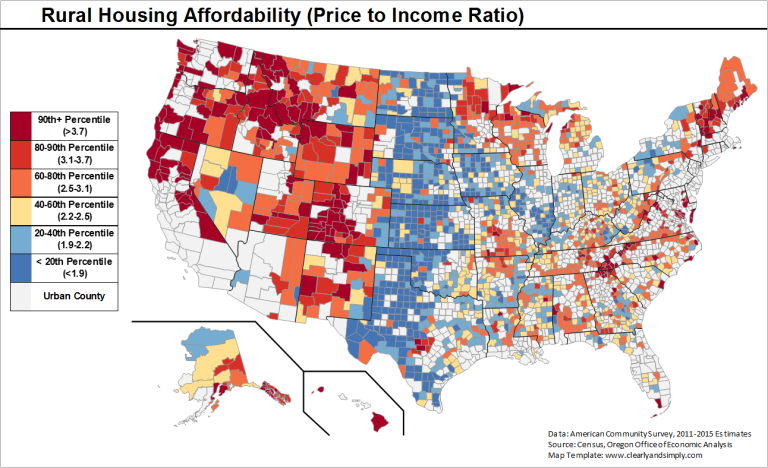 Rural Housing Affordability (Price to Income Ratio)
90th+ Percentile
(>3.7)
80-90th Percentile
(3.1-3.7)
60-80th Percentile
(2.5-3.1)
40-60th Percentile
(2.2-2.5)
20-40th Percentile
(1.9-2.2)
< 20th Percentile
(<1.9)
Urban County
Data: American Community Survey, 2011-2015 Estimates
Source: Census, Oregon Office of Economic Analysis
Map Template: www.clearlyandsimply.com